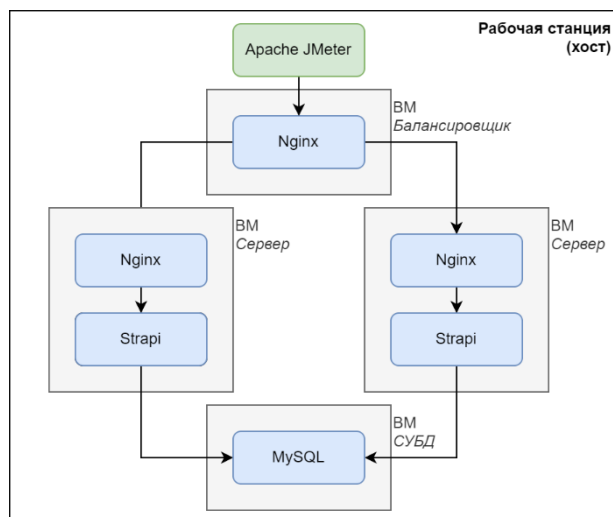 Рабочая станция
(хост)
Apache JMeter
ВМ
Балансировщик
Nginx
ВМ
Сервер
Nginx
Strapi
ВМ
Сервер
Nginx
Strapi
ВМ
СУБД
MySQL